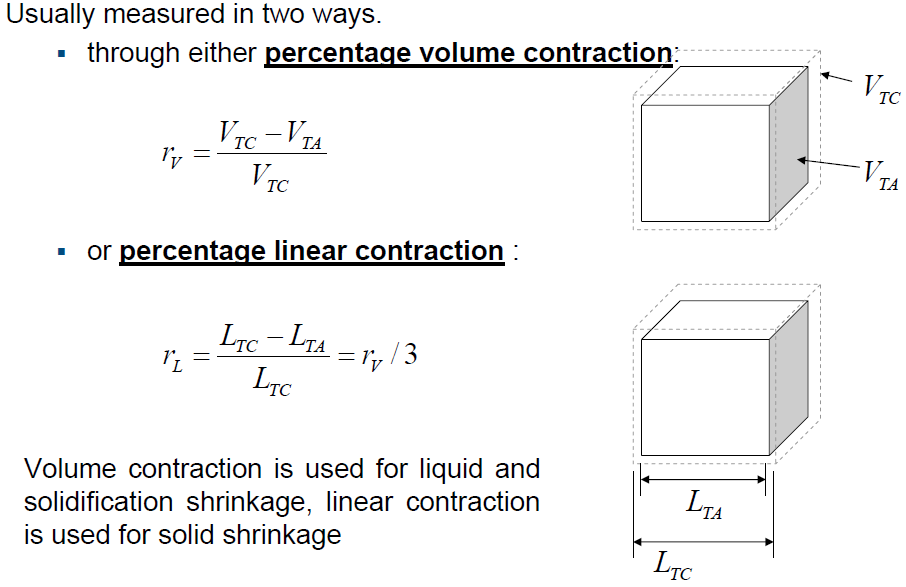 Usually measured in two ways.
▪ through either percentage volume contraction:
V_TC
r_V = (V_TC − V_TA) / V_TC
V_TA
▪ or percentage linear contraction :
r_L = (L_TC − L_TA) / L_TC = r_V / 3
Volume contraction is used for liquid and
solidification shrinkage, linear contraction
is used for solid shrinkage
L_TA
L_TC